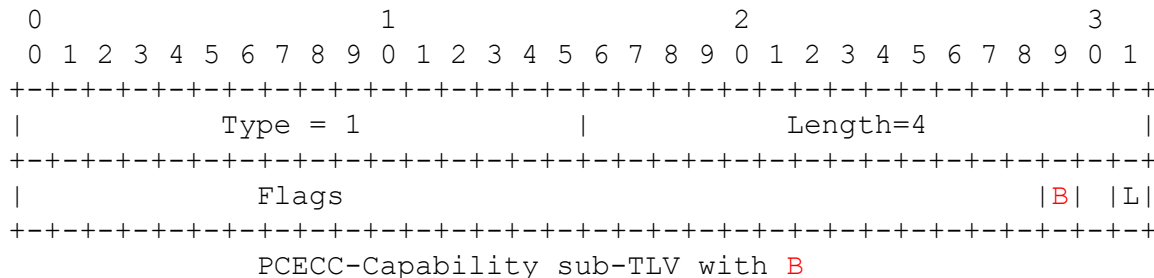 0                   1                   2                   3
 0 1 2 3 4 5 6 7 8 9 0 1 2 3 4 5 6 7 8 9 0 1 2 3 4 5 6 7 8 9 0 1
+-+-+-+-+-+-+-+-+-+-+-+-+-+-+-+-+-+-+-+-+-+-+-+-+-+-+-+-+-+-+-+-+
|           Type = 1            |           Length=4            |
+-+-+-+-+-+-+-+-+-+-+-+-+-+-+-+-+-+-+-+-+-+-+-+-+-+-+-+-+-+-+-+-+
|             Flags                                       |B| |L|
+-+-+-+-+-+-+-+-+-+-+-+-+-+-+-+-+-+-+-+-+-+-+-+-+-+-+-+-+-+-+-+-+
              PCECC-Capability sub-TLV with B